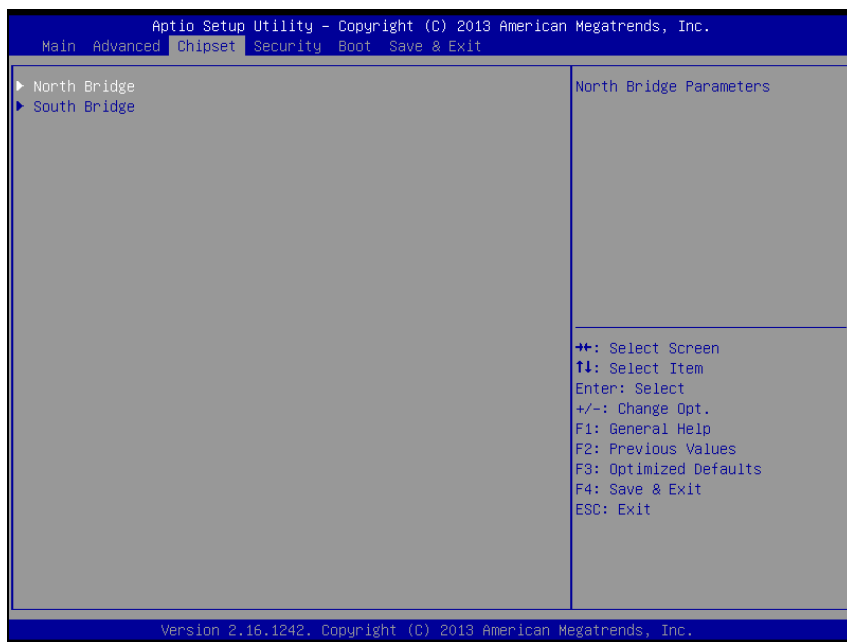 Aptio Setup Utility – Copyright (C) 2013 American Megatrends, Inc.
Main Advanced Chipset Security Boot Save & Exit
▶ North Bridge
▶ South Bridge
North Bridge Parameters
→←: Select Screen
↑↓: Select Item
Enter: Select
+/-: Change Opt.
F1: General Help
F2: Previous Values
F3: Optimized Defaults
F4: Save & Exit
ESC: Exit
Version 2.16.1242. Copyright (C) 2013 American Megatrends, Inc.